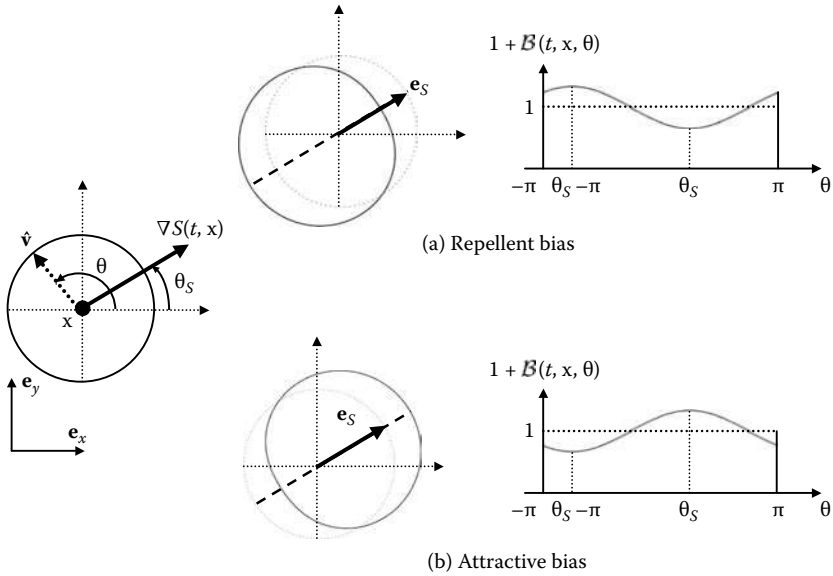 ∇S(t, x)
v̂
θ
θ_S
x
e_y
e_x
e_S
1 + ℬ(t, x, θ)
1
−π θ_S −π θ_S π θ
(a) Repellent bias
e_S
1 + ℬ(t, x, θ)
1
−π θ_S −π θ_S π θ
(b) Attractive bias